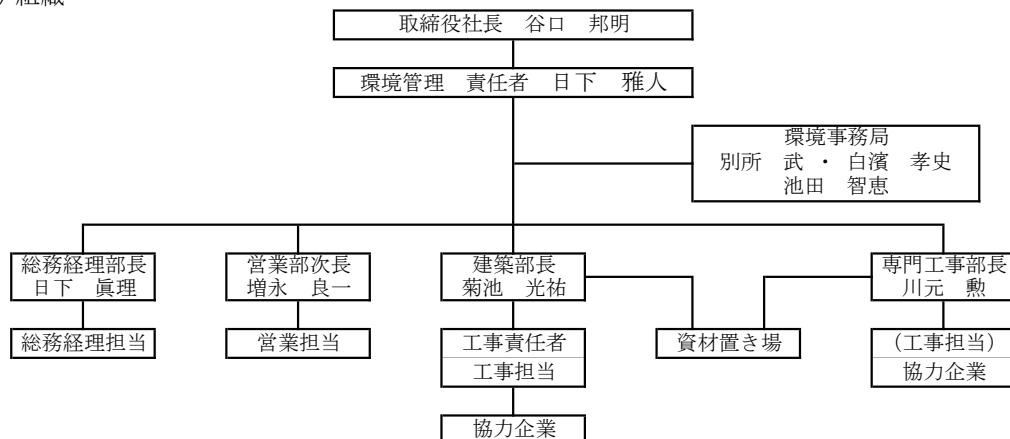 組織
取締役社長　谷口　邦明
環境管理　責任者　日下　雅人
環境事務局
別所　武 ・ 白濱　孝史
池田　智恵
総務経理部長
日下　眞理
営業部次長
増永　良一
建築部長
菊池　光祐
専門工事部長
川元　勲
総務経理担当
営業担当
工事責任者
工事担当
資材置き場
（工事担当）
協力企業
協力企業